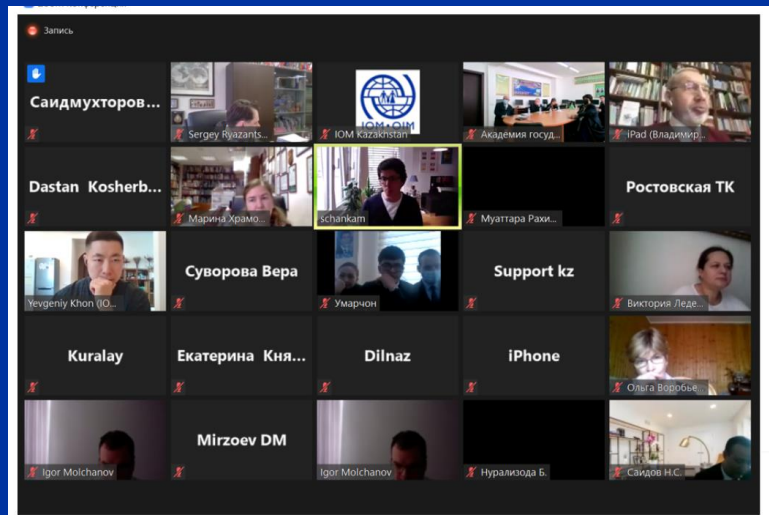 Запись
Саидмухторов...
Sergey Ryazants...
IOM•OIM
IOM Kazakhstan
Академия госуд...
iPad (Владимир...
Dastan Kosherb...
Марина Храмо...
schankam
Муаттара Рахи...
Ростовская ТК
Yevgeniy Khon (IO...
Суворова Вера
Умарчон
Support kz
Виктория Леде...
Kuralay
Екатерина Кня...
Dilnaz
iPhone
Ольга Воробье...
Igor Molchanov
Mirzoev DM
Igor Molchanov
Нурализода Б.
Саидов Н.С.